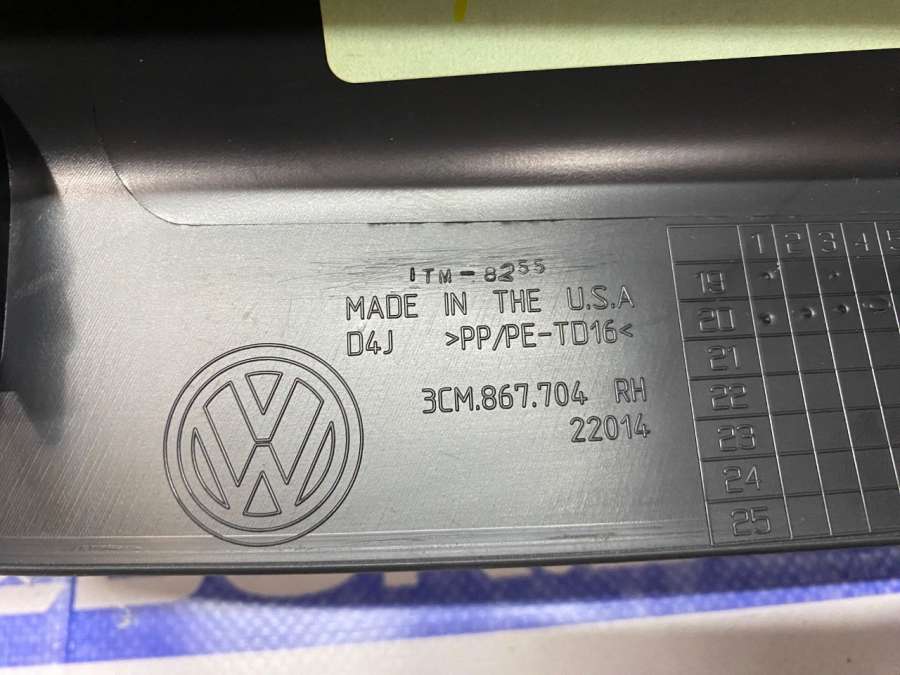 ITM-8255
MADE IN THE U.S.A
D4J >PP/PE-TD16<
3CM.867.704 RH
22014
1 2 3 4 5
19
20
21
22
23
24
25